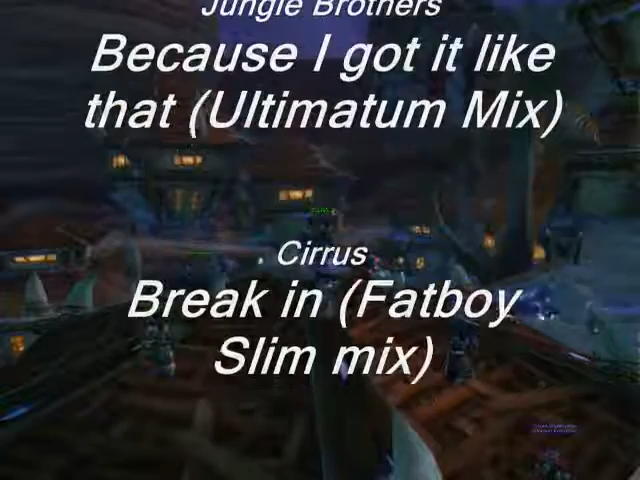 Jungle Brothers
Because I got it like
that (Ultimatum Mix)
Cirrus
Break in (Fatboy
Slim mix)